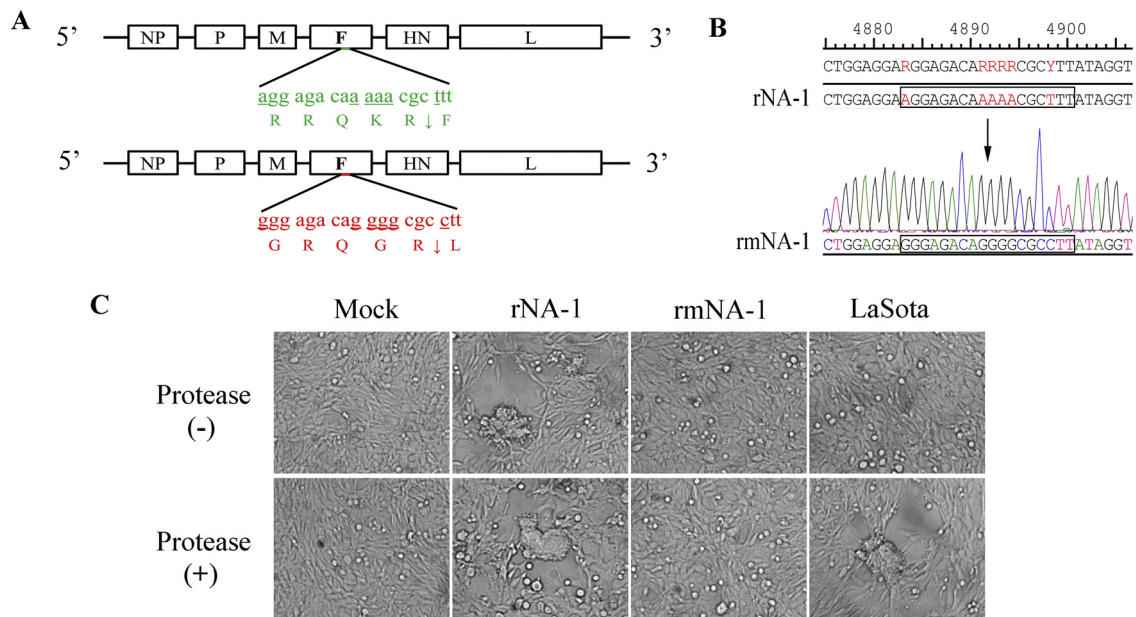 A
5’ NP P M F HN L 3’
agg aga caa aaa cgc ttt
R R Q K R ↓ F
5’ NP P M F HN L 3’
ggg aga cag ggg cgc ctt
G R Q G R ↓ L
B
4880 4890 4900
CTGGAGGARGGAGACARRRRCGCYTTATAGGT
rNA-1 CTGGAGGAAGGAGACAAAAACGCTTTATAGGT
rmNA-1 CTGGAGGAGGGAGACAGGGGCGCCTTATAGGT
C
Mock rNA-1 rmNA-1 LaSota
Protease
(-)
Protease
(+)